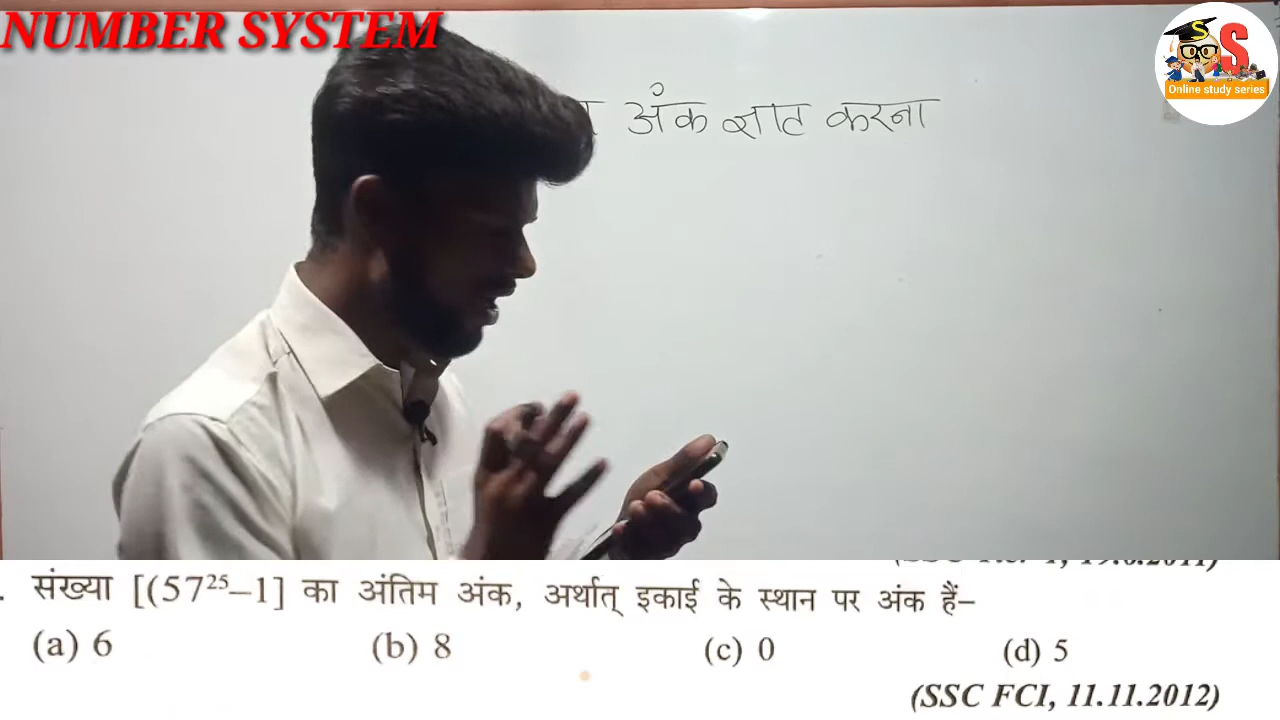 NUMBER SYSTEM
S
S
Online study series
अंक ज्ञाट करना
संख्या [(57²⁵–1] का अंतिम अंक, अर्थात् इकाई के स्थान पर अंक हैं–
(a) 6 (b) 8 (c) 0 (d) 5
(SSC FCI, 11.11.2012)